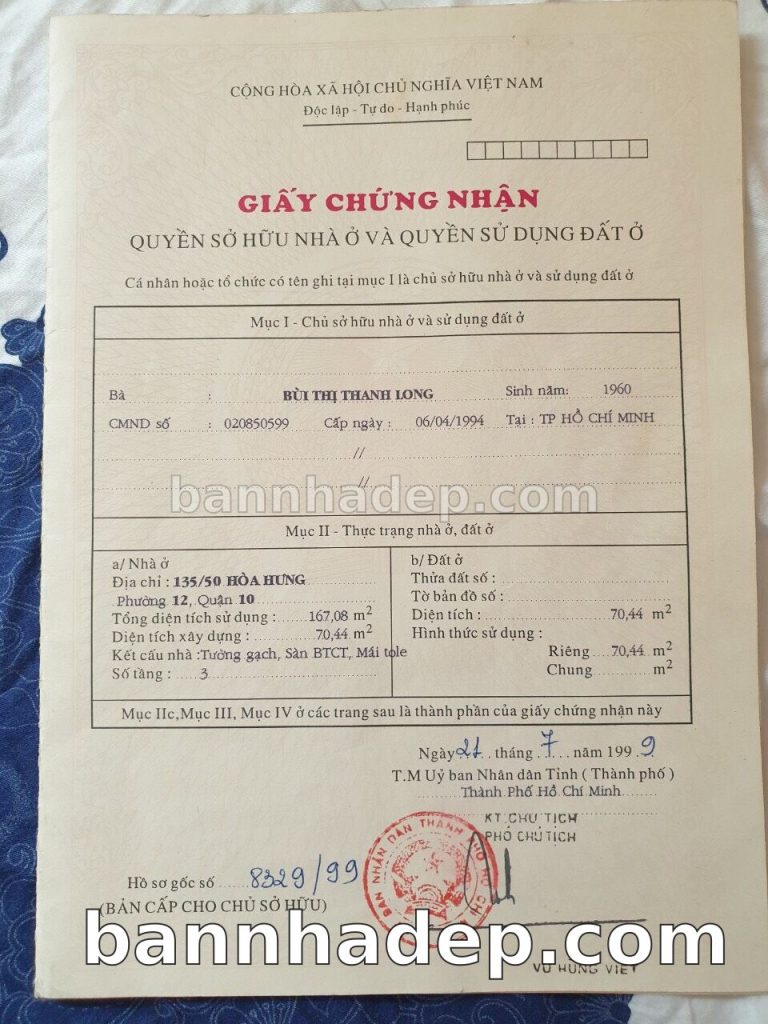 CỘNG HÒA XÃ HỘI CHỦ NGHĨA VIỆT NAM
Độc lập - Tự do - Hạnh phúc
GIẤY CHỨNG NHẬN
QUYỀN SỞ HỮU NHÀ Ở VÀ QUYỀN SỬ DỤNG ĐẤT Ở
Cá nhân hoặc tổ chức có tên ghi tại mục I là chủ sở hữu nhà ở và sử dụng đất ở
Mục I - Chủ sở hữu nhà ở và sử dụng đất ở
Bà : BÙI THỊ THANH LONG Sinh năm: 1960
CMND số : 020850599 Cấp ngày : 06/04/1994 Tại : TP HỒ CHÍ MINH
//
//
bannhadep.com
Mục II - Thực trạng nhà ở, đất ở
a/ Nhà ở
Địa chỉ : 135/50 HÒA HƯNG
Phường 12, Quận 10
Tổng diện tích sử dụng : 167,08 m2
Diện tích xây dựng : 70,44 m2
Kết cấu nhà :Tường gạch, Sàn BTCT, Mái tole
Số tầng : 3
b/ Đất ở
Thửa đất số :
Tờ bản đồ số :
Diện tích : 70,44 m2
Hình thức sử dụng :
Riêng 70,44 m2
Chung m2
Mục IIc,Mục III, Mục IV ở các trang sau là thành phần của giấy chứng nhận này
Ngày 21 tháng 7 năm 1999
T.M Uỷ ban Nhân dân Tỉnh ( Thành phố )
Thành Phố Hồ Chí Minh
KT CHỦ TỊCH
PHÓ CHỦ TỊCH
BAN NHÂN DÂN THÀNH PHỐ HỒ CHÍ
Hồ sơ gốc số 8329/99
(BẢN CẤP CHO CHỦ SỞ HỮU)
bannhadep.com
VŨ HÙNG VIỆT